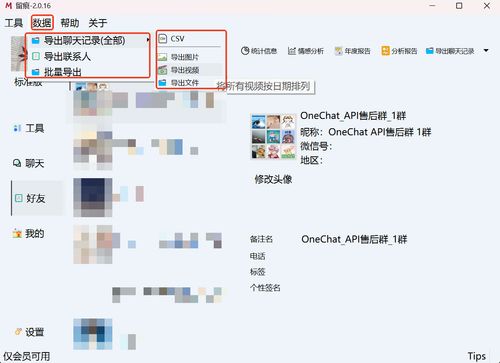 留痕-2.0.16
工具 数据 帮助 关于
导出聊天记录(全部)
导出联系人
批量导出
CSV
导出图片
导出视频
导出文件
将所有视频按日期排列
统计信息 情感分析 年度报告 分析报告 导出聊天记录
标准版
工具
聊天
好友
我的
设置
OneChat_API售后群_1群
昵称: OneChat API售后群 1群
微信号:
地区:
修改头像
备注名 OneChat_API售后群_1群
电话
标签
个性签名
仅会员可用 Tips